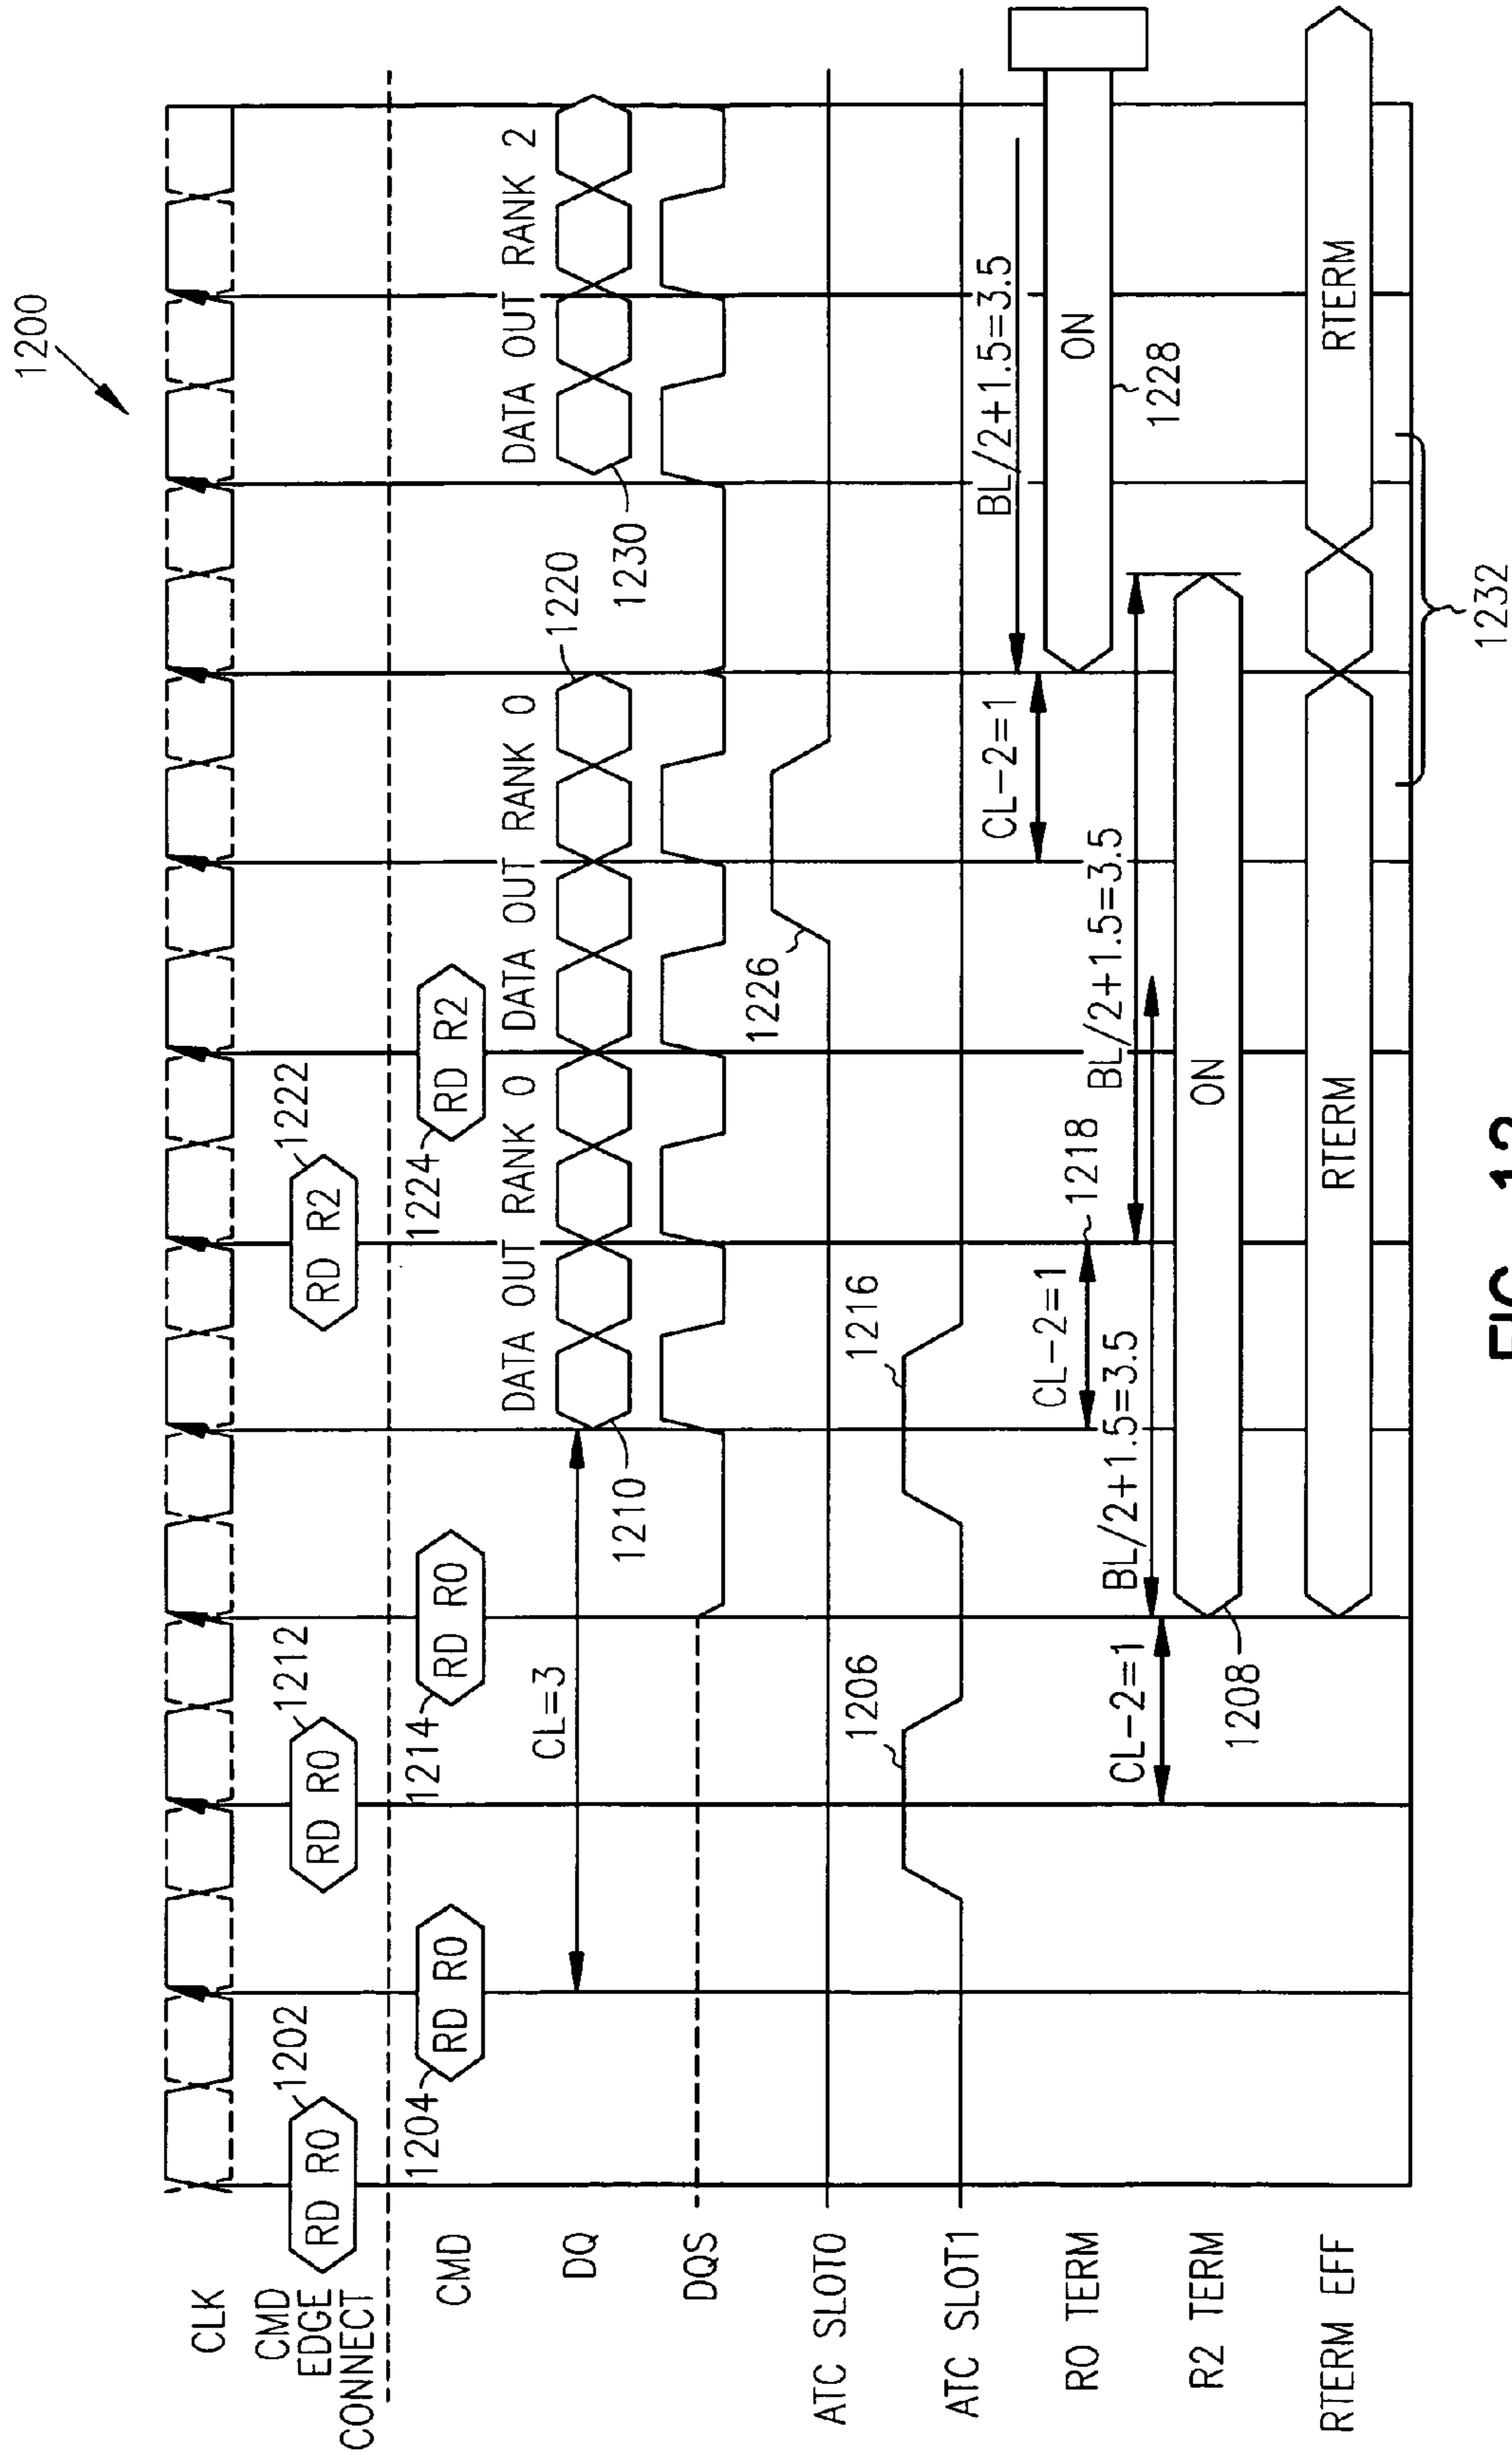 1200
CLK
CMD
EDGE
CONNECT
RD R0
1202
RD R0
1212
RD R2
1222
CMD
1204
RD R0
1214
RD R0
1224
RD R2
DQ
CL=3
1210
DATA OUT RANK 0
DATA OUT RANK 0
1220
1230
DATA OUT RANK 2
DQS
ATC SLOT0
1226
ATC SLOT1
1206
1216
R0 TERM
CL-2=1
1218
CL-2=1
BL/2+1.5=3.5
ON
1228
R2 TERM
CL-2=1
1208
BL/2+1.5=3.5
BL/2+1.5=3.5
ON
RTERM EFF
RTERM
RTERM
1232